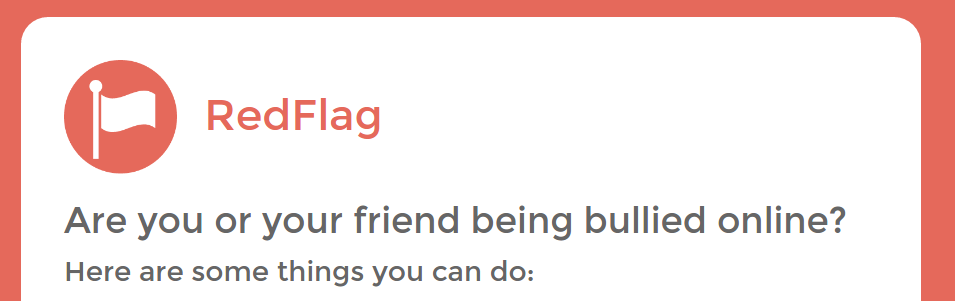 RedFlag
Are you or your friend being bullied online?
Here are some things you can do: